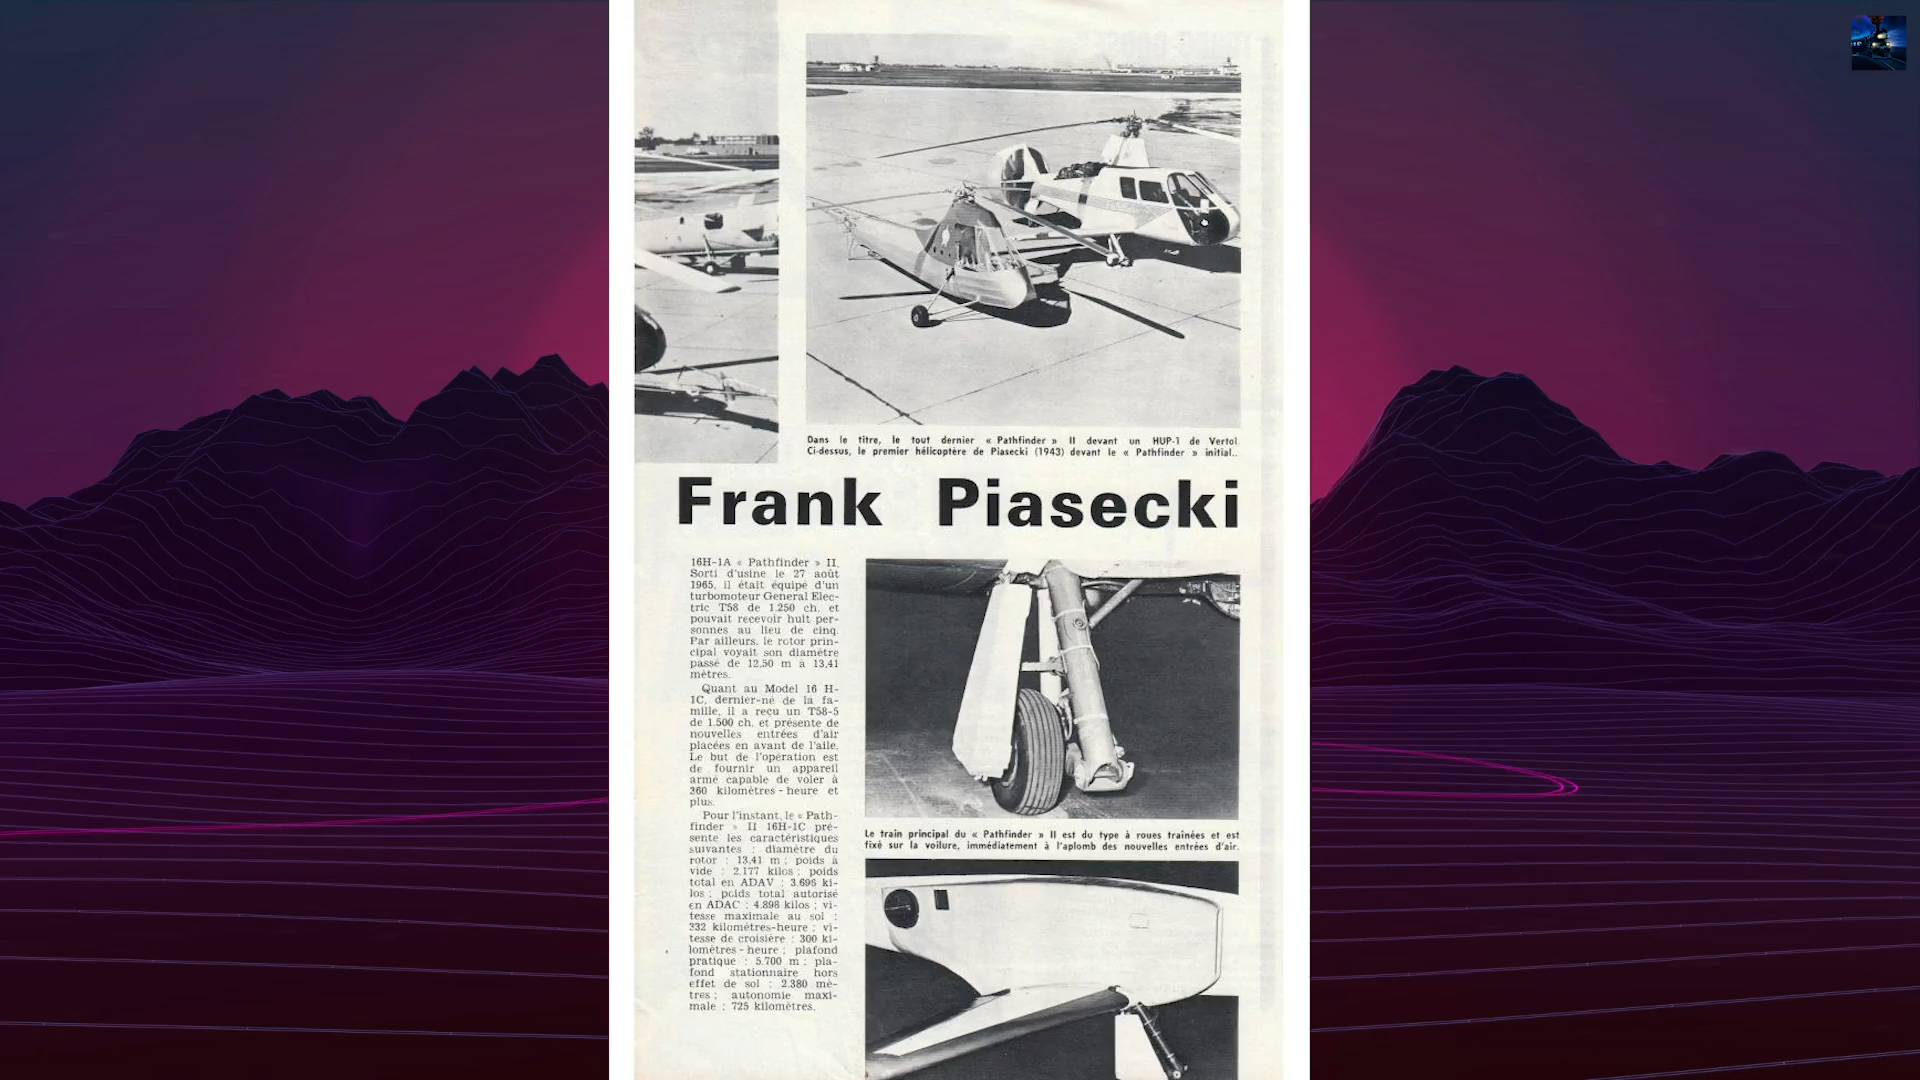 Dans le titre, le tout dernier « Pathfinder » II devant un HUP-1 de Vertol.
Ci-dessus, le premier hélicoptère de Piasecki (1943) devant le « Pathfinder » initial..
Frank Piasecki
16H-1A « Pathfinder » II.
Sorti d'usine le 27 août
1965, il était équipé d'un
turbomoteur General Elec-
tric T58 de 1.250 ch. et
pouvait recevoir huit per-
sonnes au lieu de cinq.
Par ailleurs, le rotor prin-
cipal voyait son diamètre
passé de 12,50 m à 13,41
mètres.
Quant au Model 16 H-
1C, dernier-né de la fa-
mille, il a reçu un T58-5
de 1.500 ch. et présente de
nouvelles entrées d'air
placées en avant de l'aile.
Le but de l'opération est
de fournir un appareil
armé capable de voler à
360 kilomètres-heure et
plus.
Pour l'instant, le « Path-
finder » II 16H-1C pré-
sente les caractéristiques
suivantes : diamètre du
rotor : 13,41 m ; poids à
vide : 2.177 kilos ; poids
total en ADAV : 3.696 ki-
los ; poids total autorisé
en ADAC : 4.898 kilos ; vi-
tesse maximale au sol :
332 kilomètres-heure ; vi-
tesse de croisière : 300 ki-
lomètres-heure ; plafond
pratique : 5.700 m ; pla-
fond stationnaire hors
effet de sol : 2.380 mè-
tres ; autonomie maxi-
male : 725 kilomètres.
Le train principal du « Pathfinder » II est du type à roues traînées et est
fixé sur la voilure, immédiatement à l'aplomb des nouvelles entrées d'air.